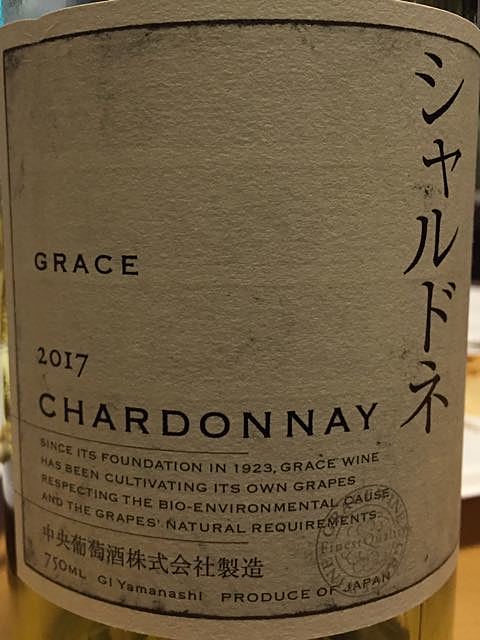 シャルドネ
GRACE
2017
CHARDONNAY
SINCE ITS FOUNDATION IN 1923, GRACE WINE
HAS BEEN CULTIVATING ITS OWN GRAPES
RESPECTING THE BIO-ENVIRONMENTAL CAUSE
AND THE GRAPES' NATURAL REQUIREMENTS.
中央葡萄酒株式会社製造
750ML GI Yamanashi PRODUCE OF JAPAN
Finest Quality